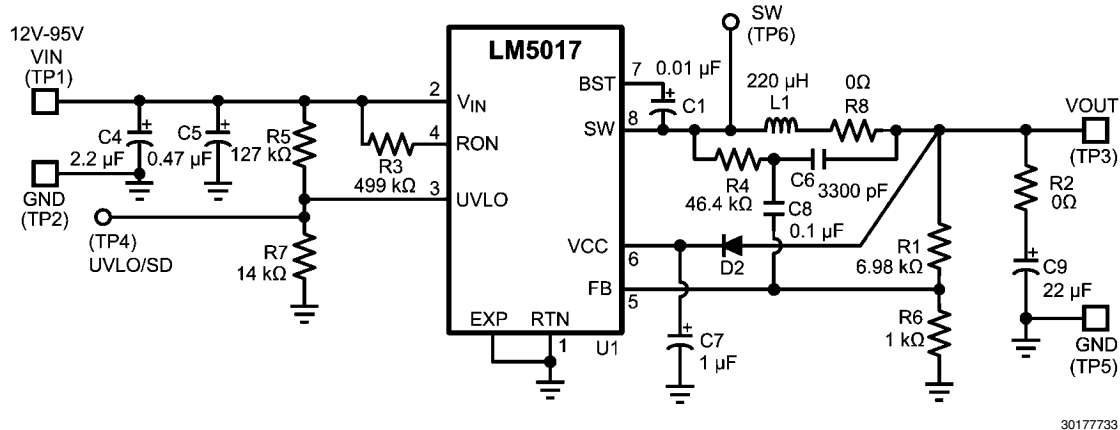 12V-95V
VIN
(TP1)
GND
(TP2)
C4
+
2.2 µF
C5
+
0.47 µF
R5
127 kΩ
R3
499 kΩ
(TP4)
UVLO/SD
R7
14 kΩ
LM5017
2
VIN
4
RON
3
UVLO
BST
7
SW
8
VCC
6
FB
5
EXP
RTN
1
U1
0.01 µF
+
C1
SW
(TP6)
220 µH
L1
0Ω
R8
R4
46.4 kΩ
C6
3300 pF
C8
0.1 µF
D2
+
C7
1 µF
R1
6.98 kΩ
R6
1 kΩ
VOUT
(TP3)
R2
0Ω
+
C9
22 µF
GND
(TP5)
30177733